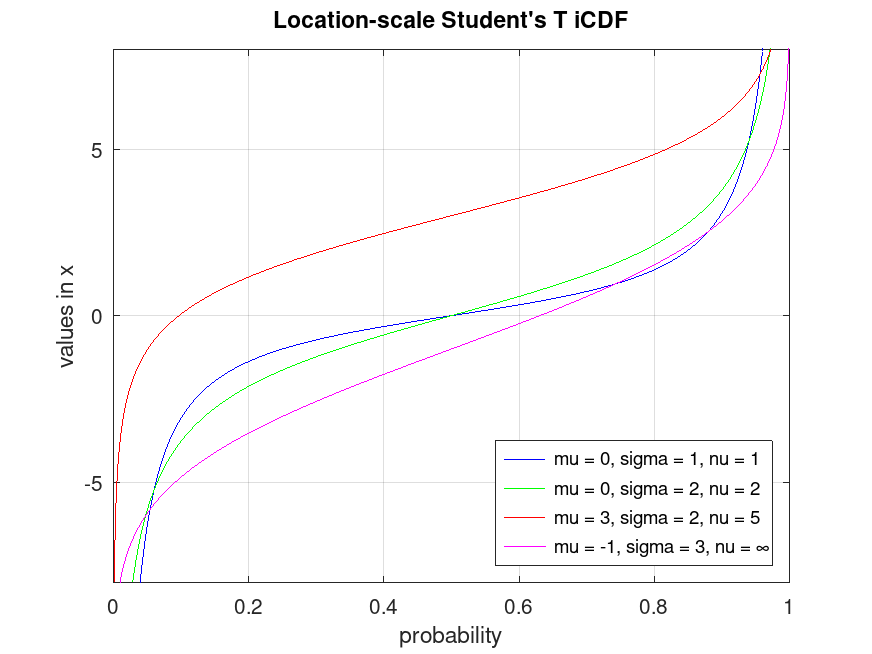 Location-scale Student's T iCDF
values in x
5
0
-5
mu = 0, sigma = 1, nu = 1
mu = 0, sigma = 2, nu = 2
mu = 3, sigma = 2, nu = 5
mu = -1, sigma = 3, nu = ∞
0 0.2 0.4 0.6 0.8 1
probability